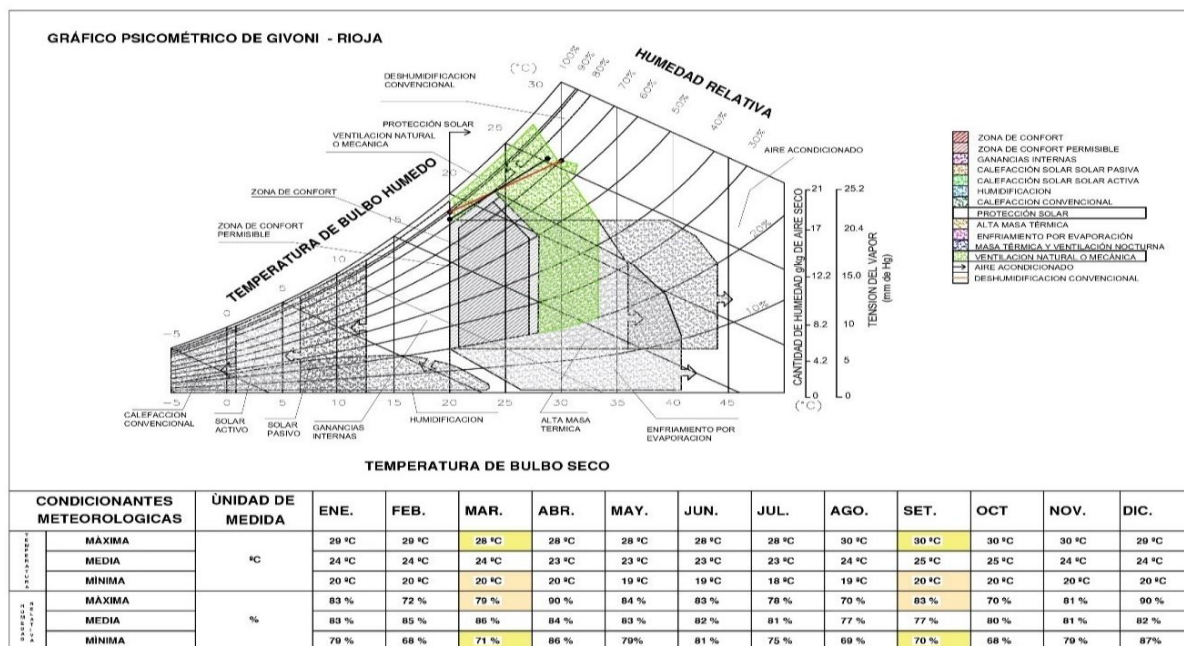 GRÁFICO PSICOMÉTRICO DE GIVONI - RIOJA
DESHUMIDIFICACION
CONVENCIONAL
(°C)
30
100%
90%
80%
70%
60%
50%
40%
30%
HUMEDAD RELATIVA
PROTECCIÓN SOLAR
25
VENTILACION NATURAL
O MECÁNICA
AIRE ACONDICIONADO
20
ZONA DE CONFORT
15
ZONA DE CONFORT
PERMISIBLE
10
5
0
-5
TEMPERATURA DE BULBO HUMEDO
20%
10%
21
17
12.2
8.2
4.2
0
CANTIDAD DE HUMEDAD g/kg DE AIRE SECO
25.2
20.4
15.0
10
5
0
TENSION DEL VAPOR
(mm de Hg)
-5 0 5 10 15 20 25 30 35 40 45 (°C)
CALEFACCION
CONVENCIONAL
SOLAR
ACTIVO
SOLAR
PASIVO
GANANCIAS
INTERNAS
HUMIDIFICACION
ALTA MASA
TERMICA
ENFRIAMIENTO POR
EVAPORACION
TEMPERATURA DE BULBO SECO
ZONA DE CONFORT
ZONA DE CONFORT PERMISIBLE
GANANCIAS INTERNAS
CALEFACCIÓN SOLAR SOLAR PASIVA
CALEFACCIÓN SOLAR SOLAR ACTIVA
HUMIDIFICACION
CALEFACCION CONVENCIONAL
PROTECCIÓN SOLAR
ALTA MASA TÉRMICA
ENFRIAMIENTO POR EVAPORACIÓN
MASA TÉRMICA Y VENTILACIÓN NOCTURNA
VENTILACION NATURAL O MECÁNICA
AIRE ACONDICIONADO
DESHUMIDIFICACION CONVENCIONAL
CONDICIONANTES METEOROLOGICAS ÙNIDAD DE MEDIDA ENE. FEB. MAR. ABR. MAY. JUN. JUL. AGO. SET. OCT NOV. DIC.
TEMPERATURA
MÀXIMA 29 ºC 29 ºC 28 ºC 28 ºC 28 ºC 28 ºC 28 ºC 30 ºC 30 ºC 30 ºC 30 ºC 29 ºC
MEDIA ºC 24 ºC 24 ºC 24 ºC 23 ºC 23 ºC 23 ºC 23 ºC 24 ºC 25 ºC 25 ºC 24 ºC 24 ºC
MÌNIMA 20 ºC 20 ºC 20 ºC 20 ºC 19 ºC 19 ºC 18 ºC 19 ºC 20 ºC 20 ºC 20 ºC 20 ºC
HUMEDAD RELATIVA
MÀXIMA 83 % 72 % 79 % 90 % 84 % 83 % 78 % 70 % 83 % 70 % 81 % 90 %
MEDIA % 83 % 85 % 86 % 84 % 83 % 82 % 81 % 77 % 77 % 80 % 81 % 82 %
MÌNIMA 79 % 68 % 71 % 86 % 79% 81 % 75 % 69 % 70 % 68 % 79 % 87%